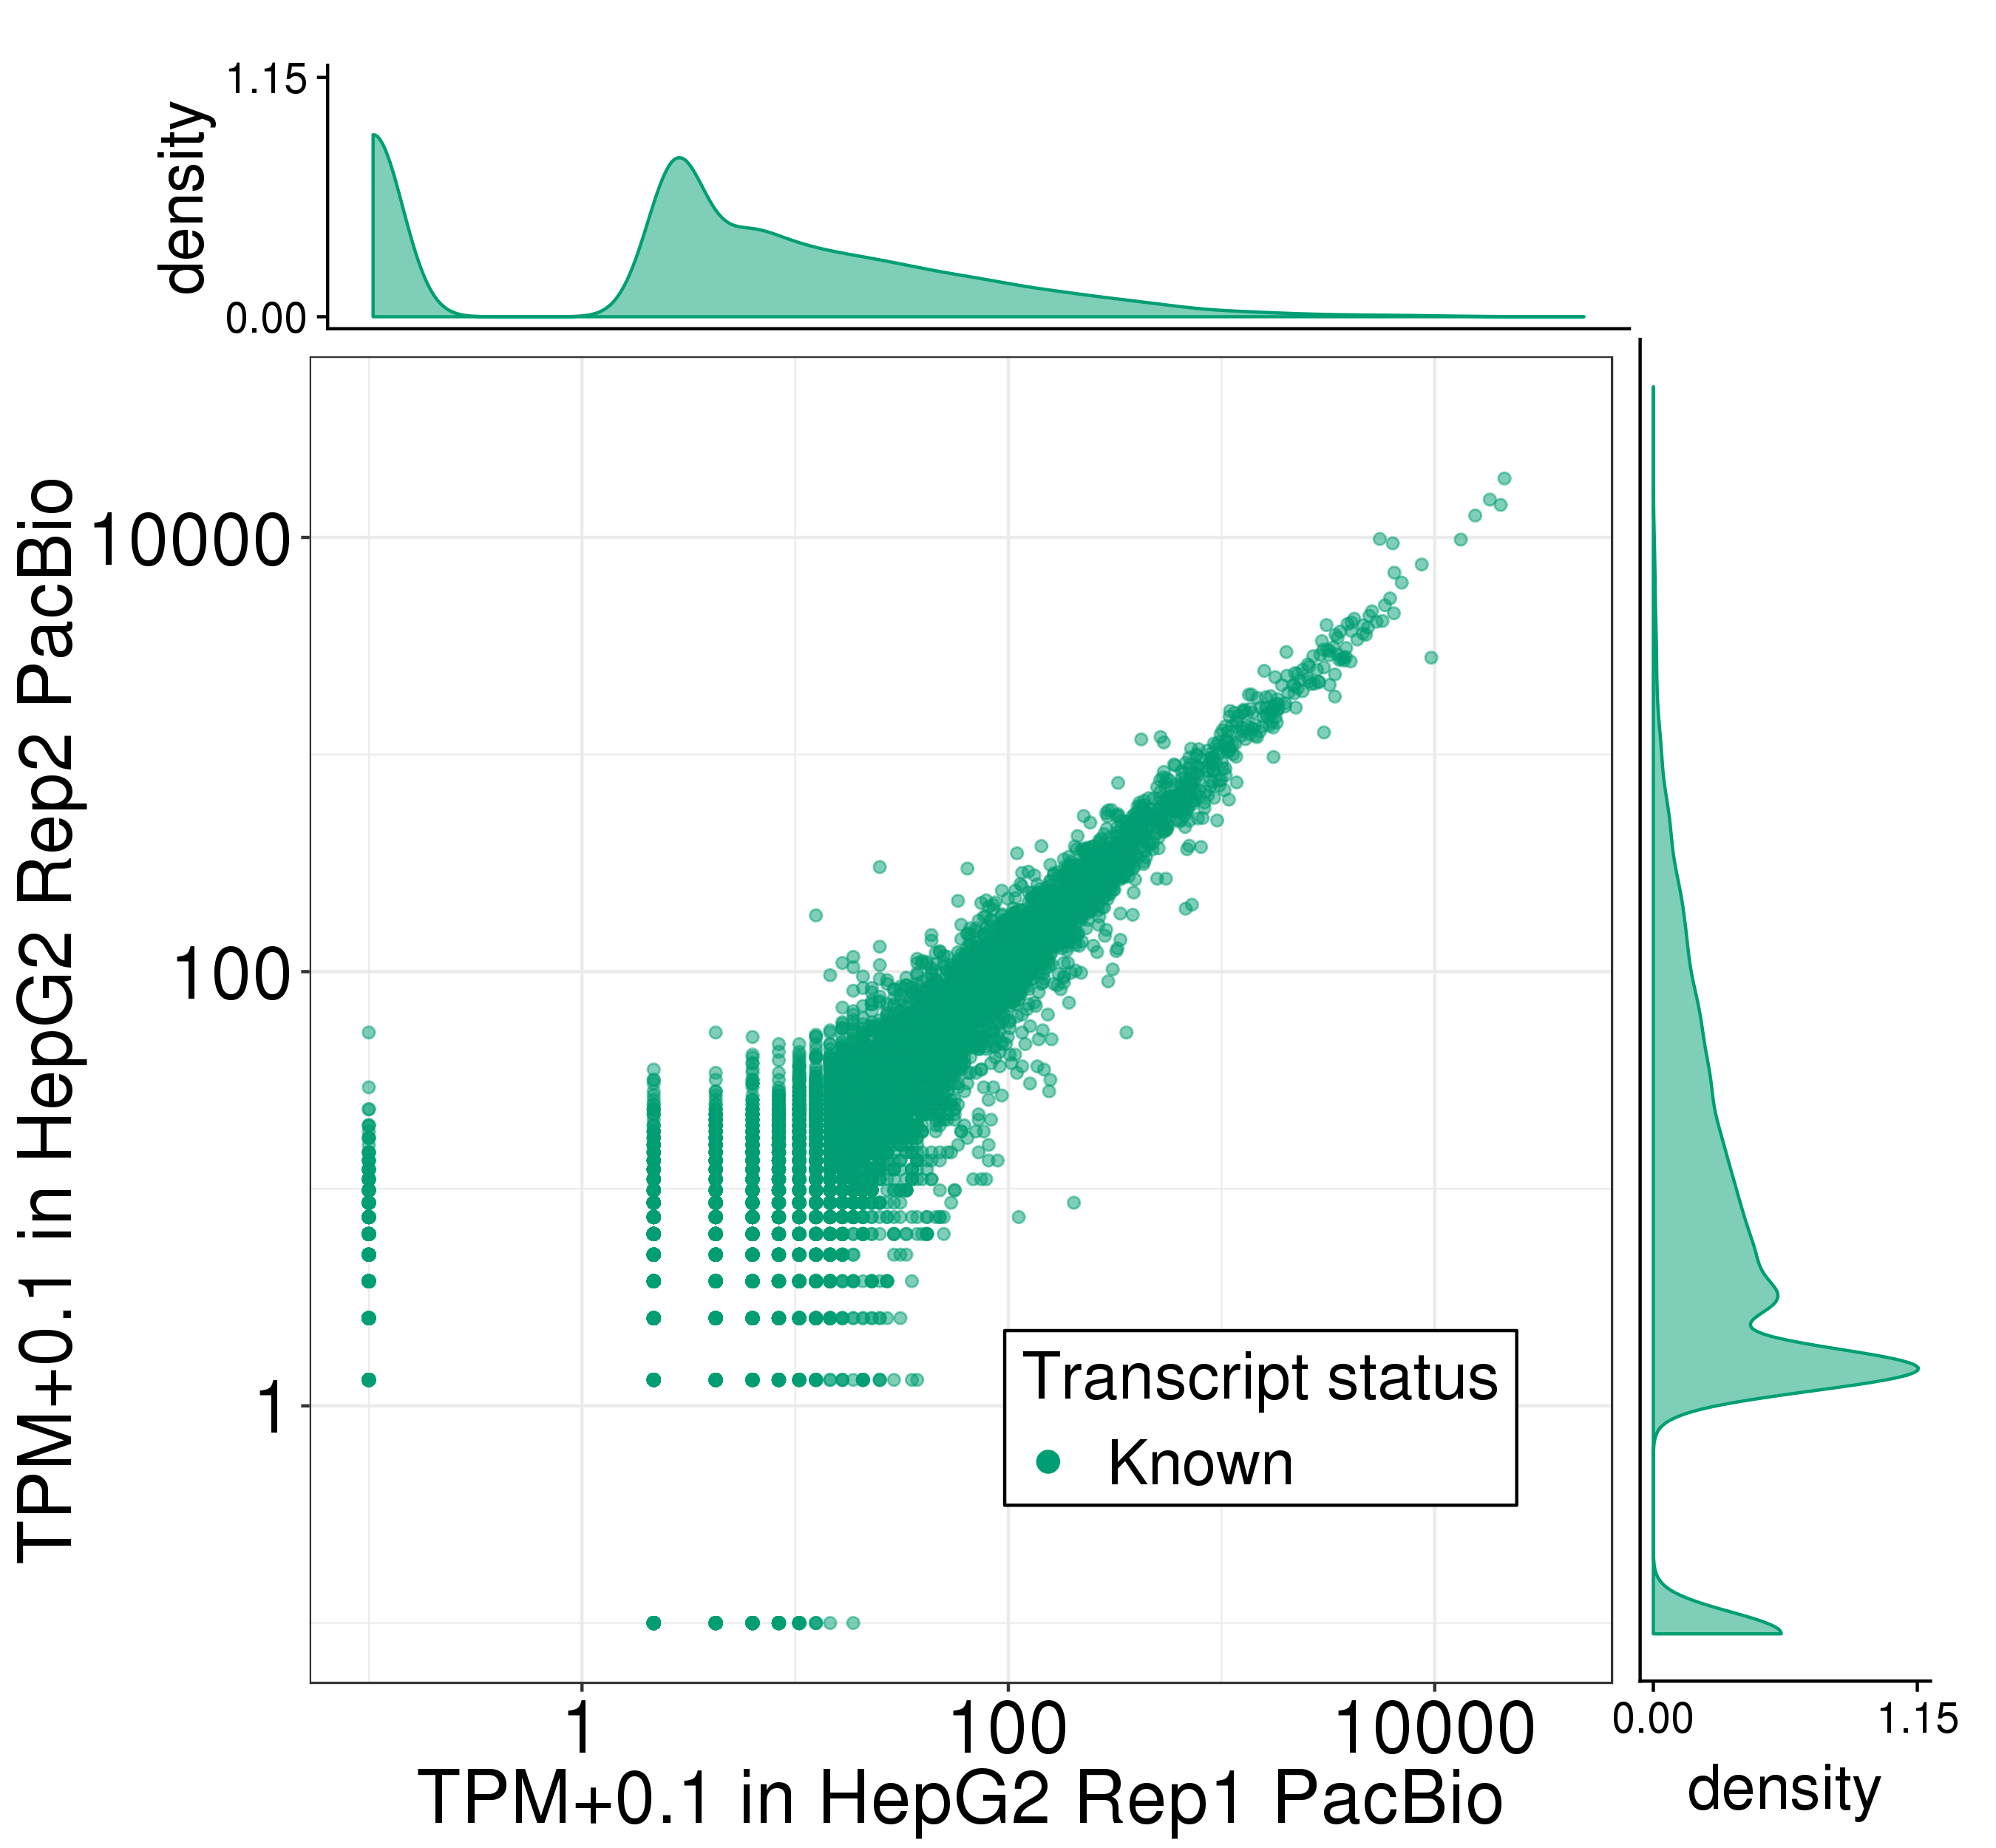 1.15
density
0.00
TPM+0.1 in HepG2 Rep2 PacBio
10000
100
1
Transcript status
Known
1
100
10000
TPM+0.1 in HepG2 Rep1 PacBio
0.00
1.15
density